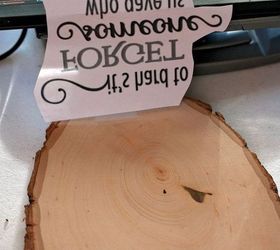 it's hard to
FORGET
someone
who gave us